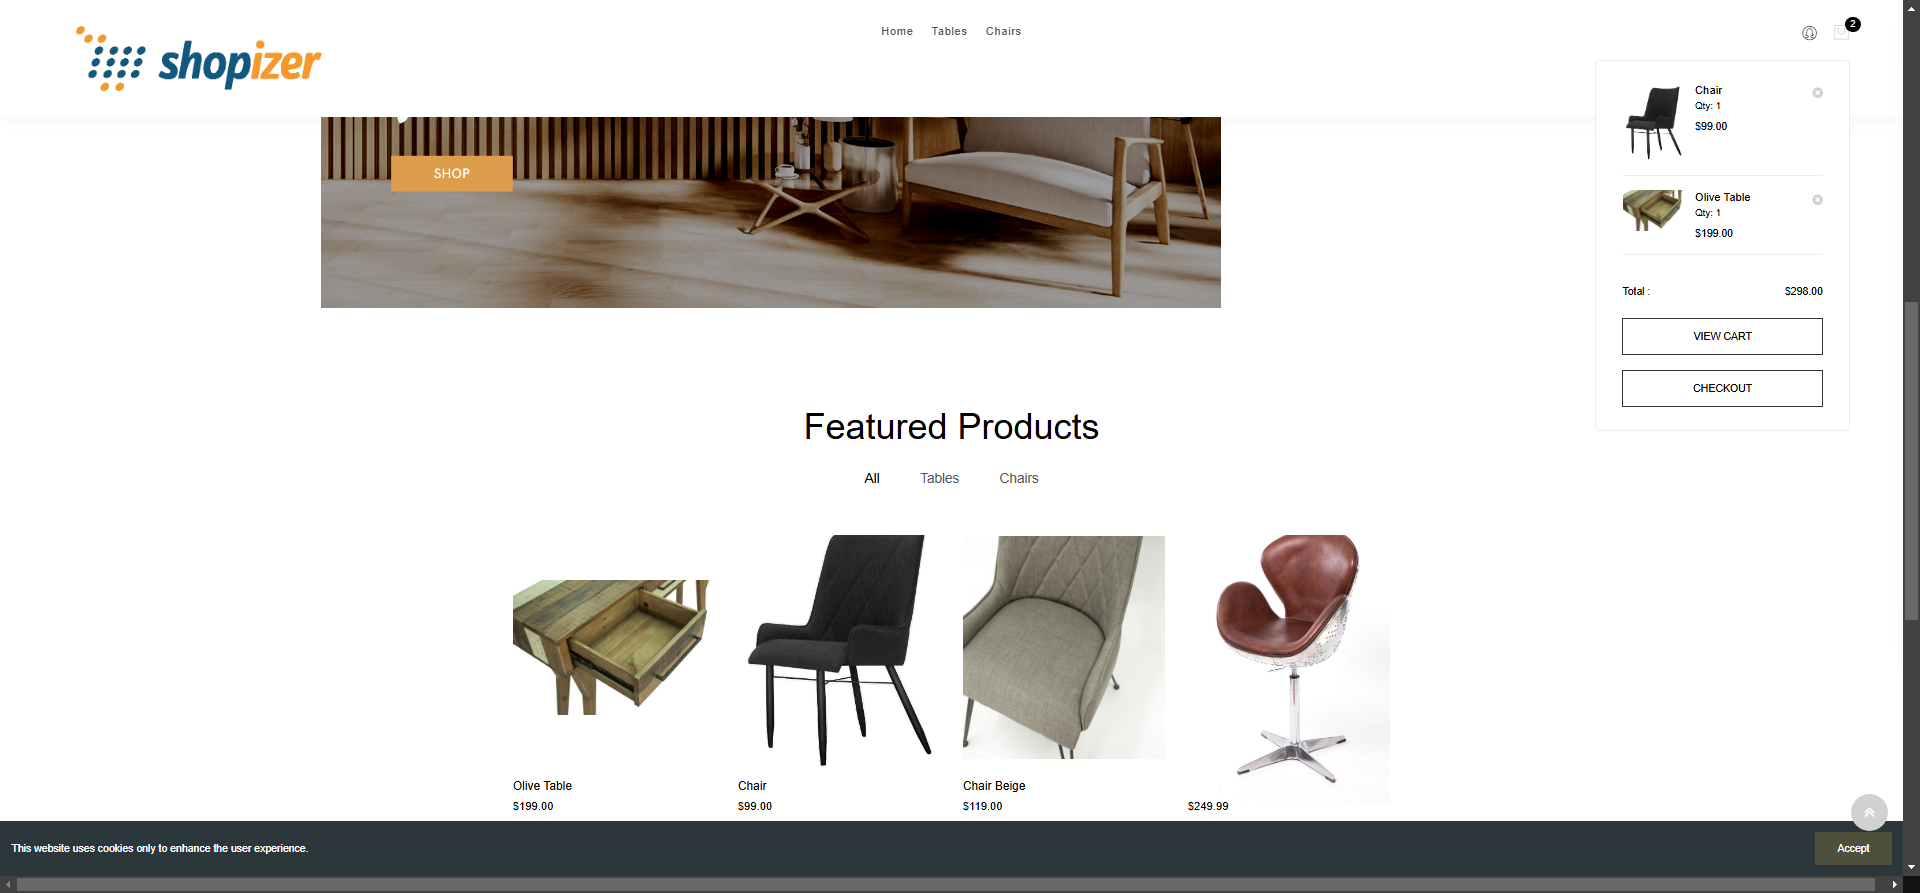 shopizer
Home Tables Chairs
2
Chair
Qty: 1
$99.00
Olive Table
Qty: 1
$199.00
Total : $298.00
VIEW CART
CHECKOUT
SHOP
Featured Products
All Tables Chairs
Olive Table
$199.00
Chair
$99.00
Chair Beige
$119.00
$249.99
This website uses cookies only to enhance the user experience.
Accept